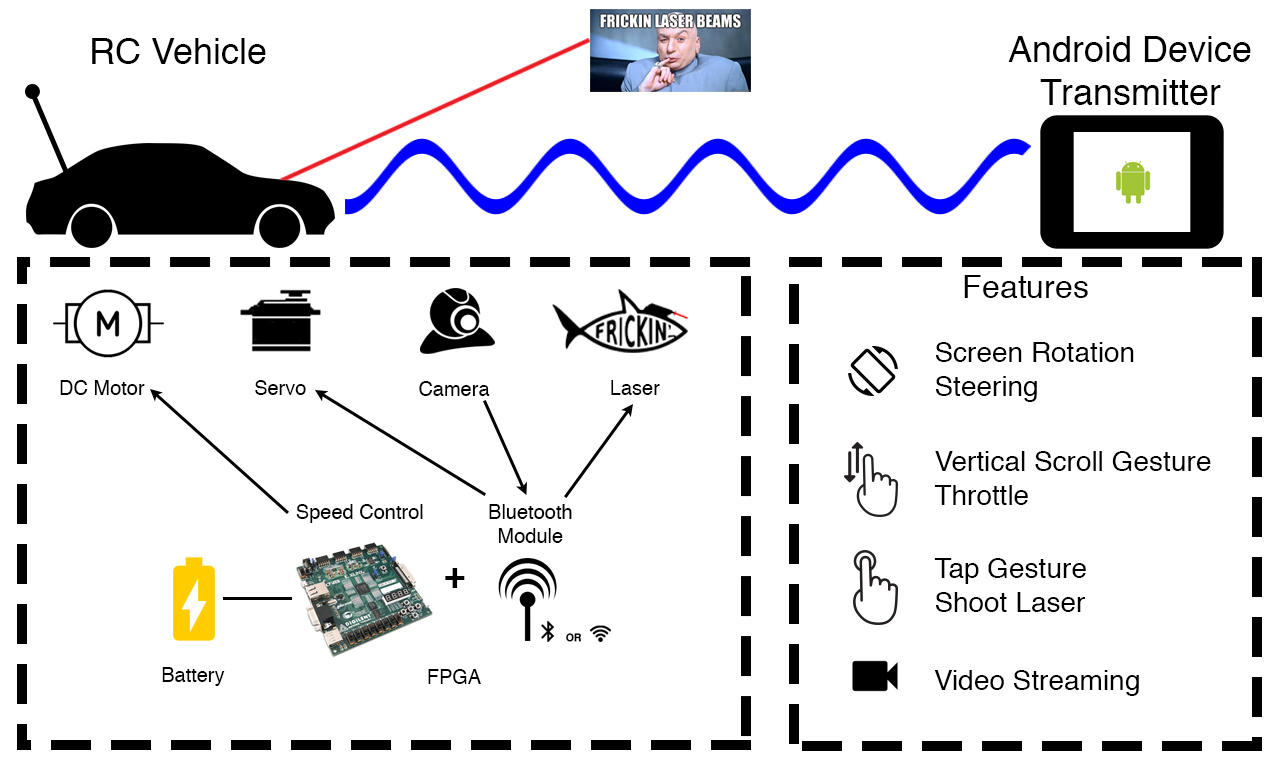 RC Vehicle
FRICKIN LASER BEAMS
Android Device
Transmitter
M
FRICKIN'
DC Motor
Servo
Camera
Laser
Speed Control
Bluetooth
Module
DIGILENT
+
OR
Battery
FPGA
Features
Screen Rotation
Steering
Vertical Scroll Gesture
Throttle
Tap Gesture
Shoot Laser
Video Streaming